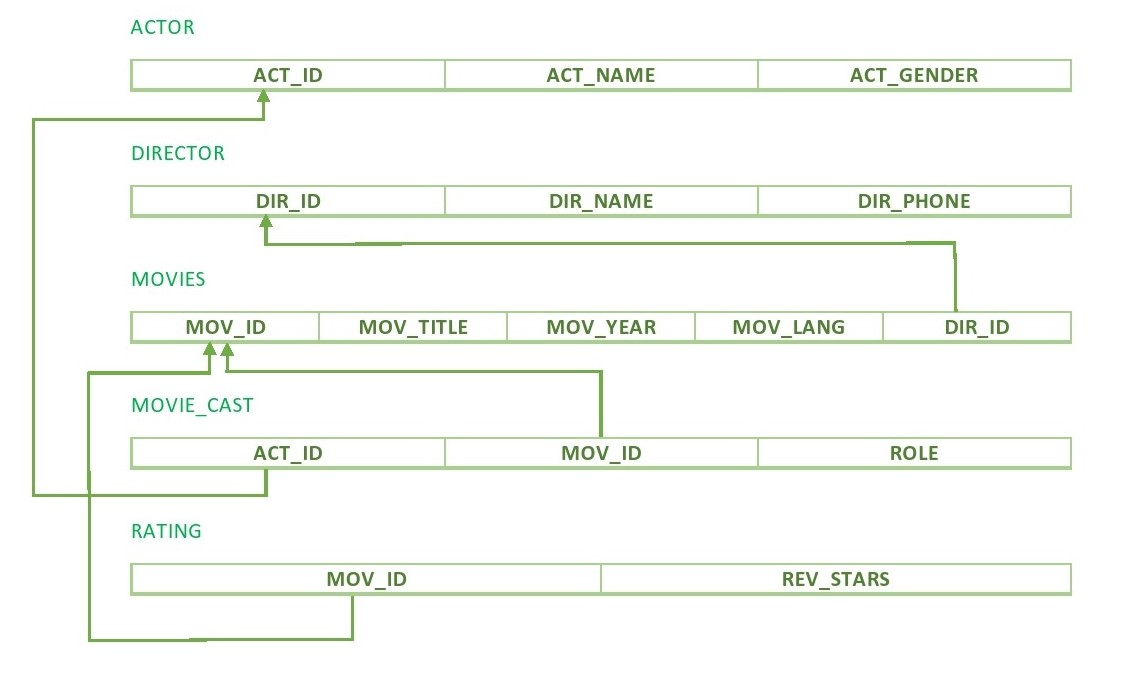 ACTOR
ACT_ID ACT_NAME ACT_GENDER
DIRECTOR
DIR_ID DIR_NAME DIR_PHONE
MOVIES
MOV_ID MOV_TITLE MOV_YEAR MOV_LANG DIR_ID
MOVIE_CAST
ACT_ID MOV_ID ROLE
RATING
MOV_ID REV_STARS